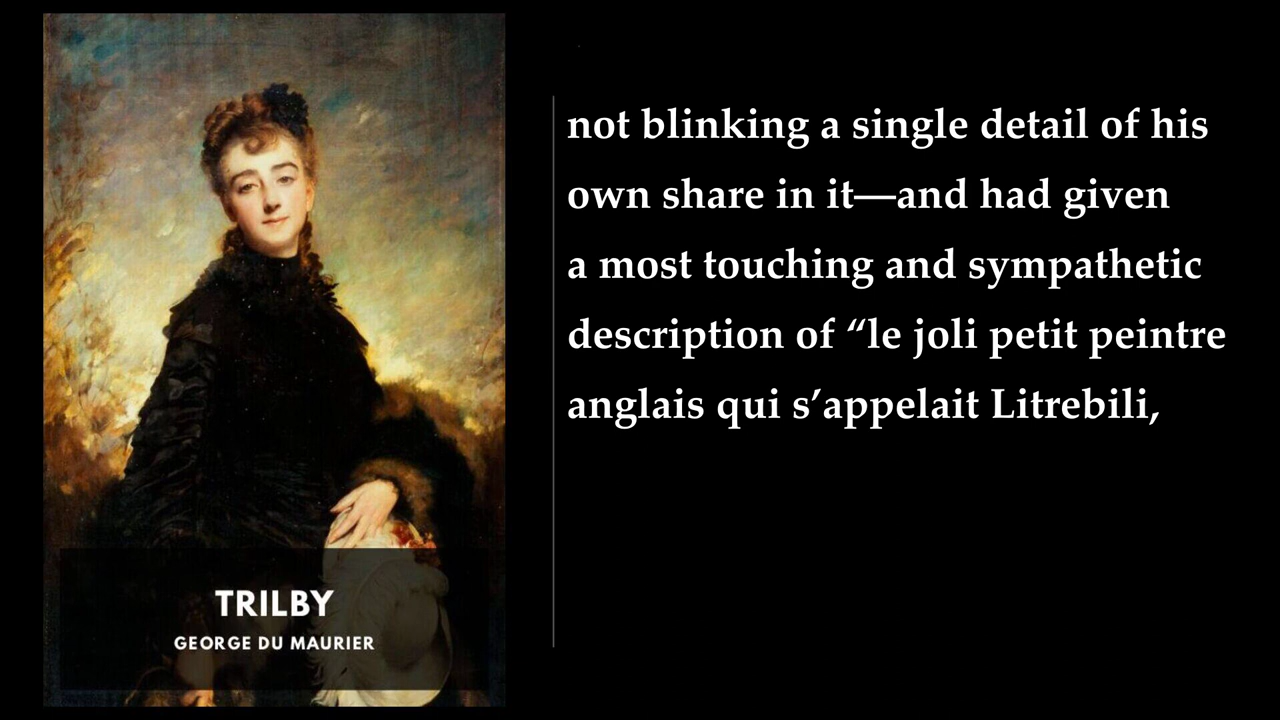 not blinking a single detail of his
own share in it—and had given
a most touching and sympathetic
description of “le joli petit peintre
anglais qui s’appelait Litrebili,
TRILBY
GEORGE DU MAURIER